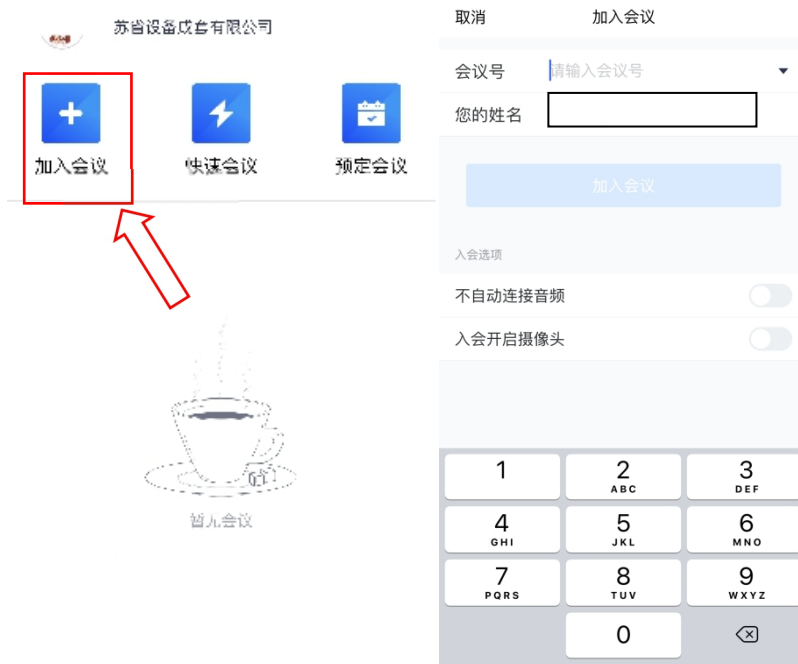 苏省设备成套有限公司
加入会议
快速会议
预定会议
暂无会议
取消
加入会议
会议号
请输入会议号
您的姓名
加入会议
入会选项
不自动连接音频
入会开启摄像头
1
2
ABC
3
DEF
4
GHI
5
JKL
6
MNO
7
PQRS
8
TUV
9
WXYZ
0